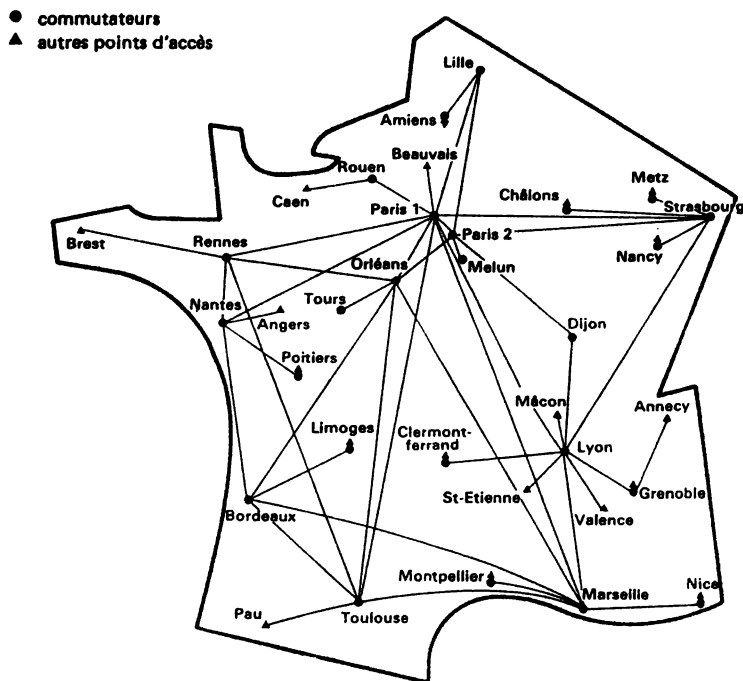 commutateurs
autres points d'accès
Lille
Amiens
Beauvais
Rouen
Caen
Metz
Châlons
Strasbourg
Paris 1
Brest
Rennes
Paris 2
Nancy
Orléans
Melun
Nantes
Tours
Angers
Dijon
Poitiers
Mâcon
Annecy
Limoges
Clermont-
ferrand
Lyon
St-Etienne
Grenoble
Valence
Bordeaux
Montpellier
Marseille
Nice
Pau
Toulouse